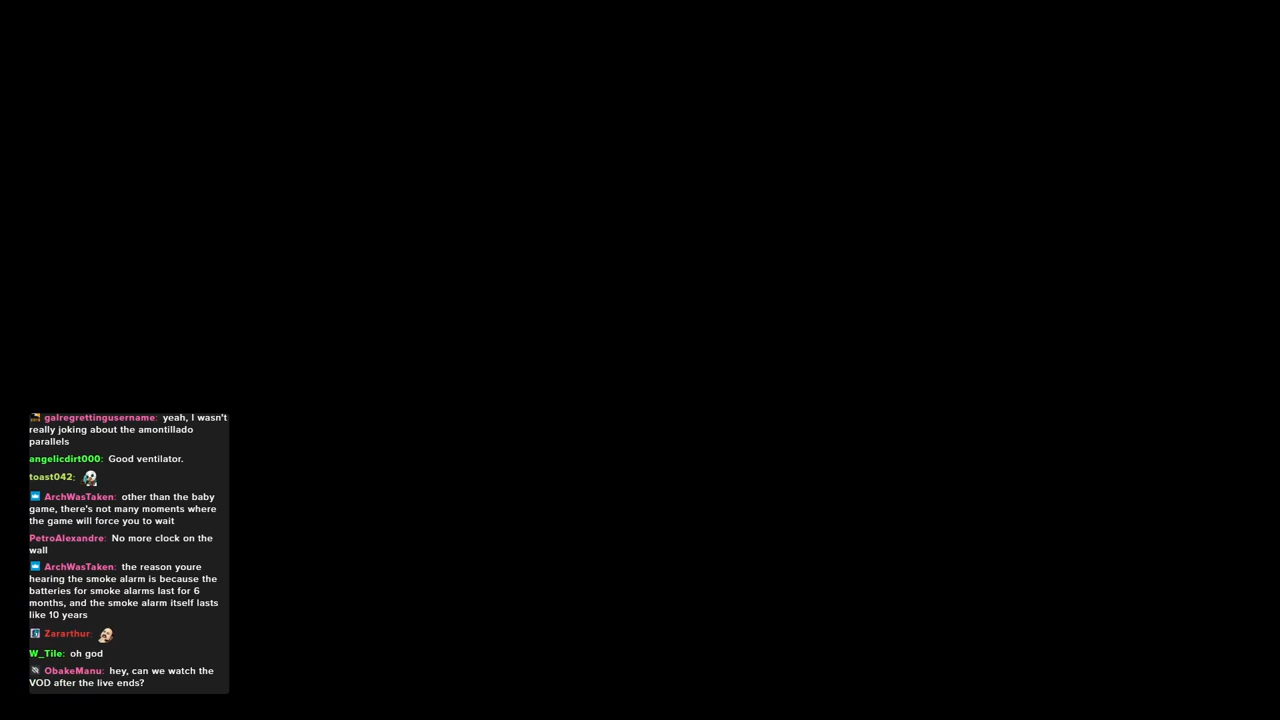 galregrettingusername: yeah, I wasn't
really joking about the amontillado
parallels
angelicdirt000: Good ventilator.
toast042:
ArchWasTaken: other than the baby
game, there's not many moments where
the game will force you to wait
PetroAlexandre: No more clock on the
wall
ArchWasTaken: the reason youre
hearing the smoke alarm is because the
batteries for smoke alarms last for 6
months, and the smoke alarm itself lasts
like 10 years
Zararthur:
W_Tile: oh god
ObakeManu: hey, can we watch the
VOD after the live ends?